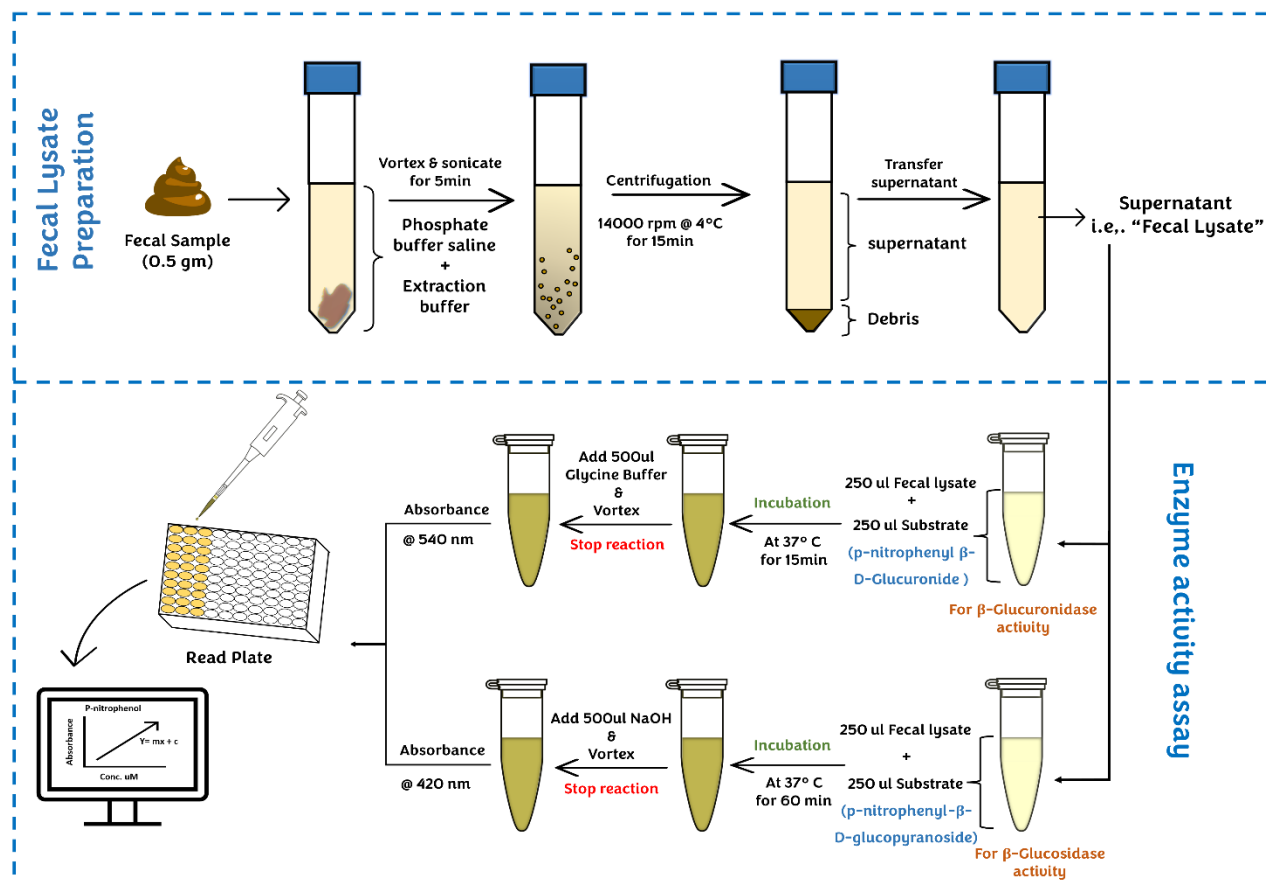 Fecal Lysate
Preparation
Fecal Sample
(0.5 gm)
Vortex & sonicate
for 5min
Phosphate
buffer saline
+
Extraction
buffer
Centrifugation
14000 rpm @ 4°C
for 15min
supernatant
Debris
Transfer
supernatant
Supernatant
i.e,. “Fecal Lysate”
Enzyme activity assay
250 ul Fecal lysate
+
250 ul Substrate
(p-nitrophenyl β-
D-Glucuronide )
For β-Glucuronidase
activity
Incubation
At 37° C
for 15min
Add 500ul
Glycine Buffer
&
Vortex
Stop reaction
Absorbance
@ 540 nm
250 ul Fecal lysate
+
250 ul Substrate
(p-nitrophenyl-β-
D-glucopyranoside)
For β-Glucosidase
activity
Incubation
At 37° C
for 60 min
Add 500ul NaOH
&
Vortex
Stop reaction
Absorbance
@ 420 nm
Read Plate
P-nitrophenol
Absorbance
Y= mx + c
Conc. uM